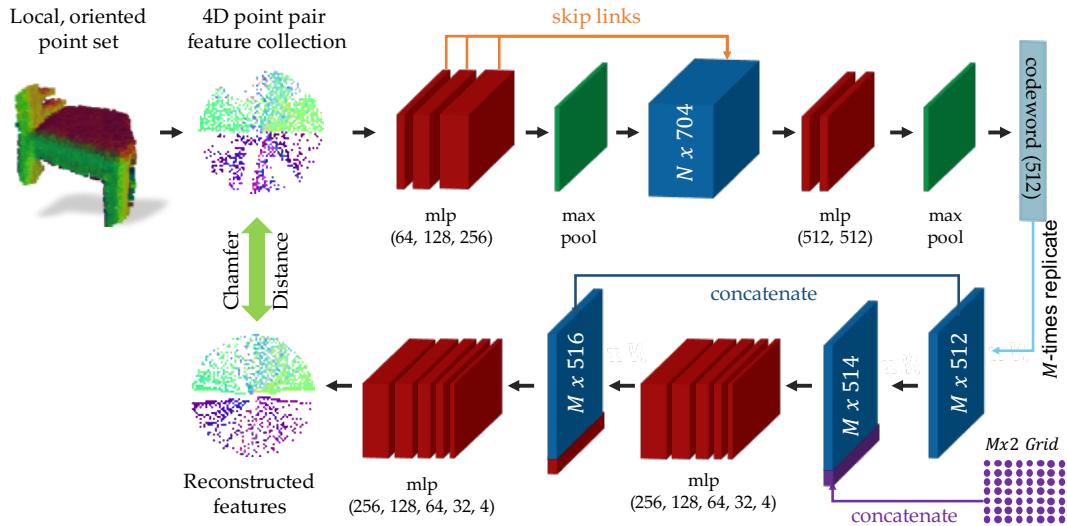 Local, oriented
point set
4D point pair
feature collection
skip links
N x 704
codeword (512)
mlp
(64, 128, 256)
max
pool
mlp
(512, 512)
max
pool
Chamfer
Distance
M-times replicate
concatenate
M x 516
M x 514
M x 512
Mx2 Grid
Reconstructed
features
mlp
(256, 128, 64, 32, 4)
mlp
(256, 128, 64, 32, 4)
concatenate